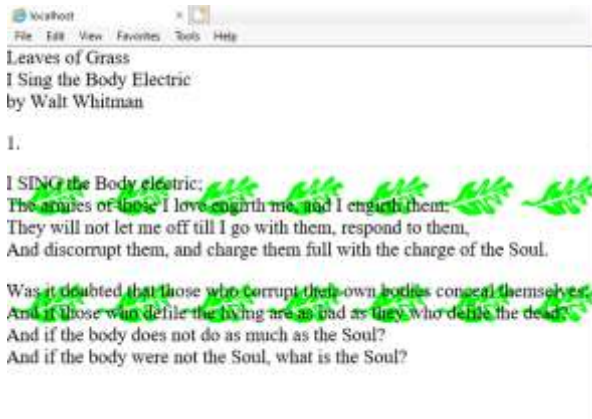 localhost
File Edit View Favorites Tools Help
Leaves of Grass
I Sing the Body Electric
by Walt Whitman
1.
I SING the Body electric;
The armies of those I love engirth me, and I engirth them;
They will not let me off till I go with them, respond to them,
And discorrupt them, and charge them full with the charge of the Soul.
Was it doubted that those who corrupt their own bodies conceal themselves;
And if those who defile the living are as bad as they who defile the dead?
And if the body does not do as much as the Soul?
And if the body were not the Soul, what is the Soul?